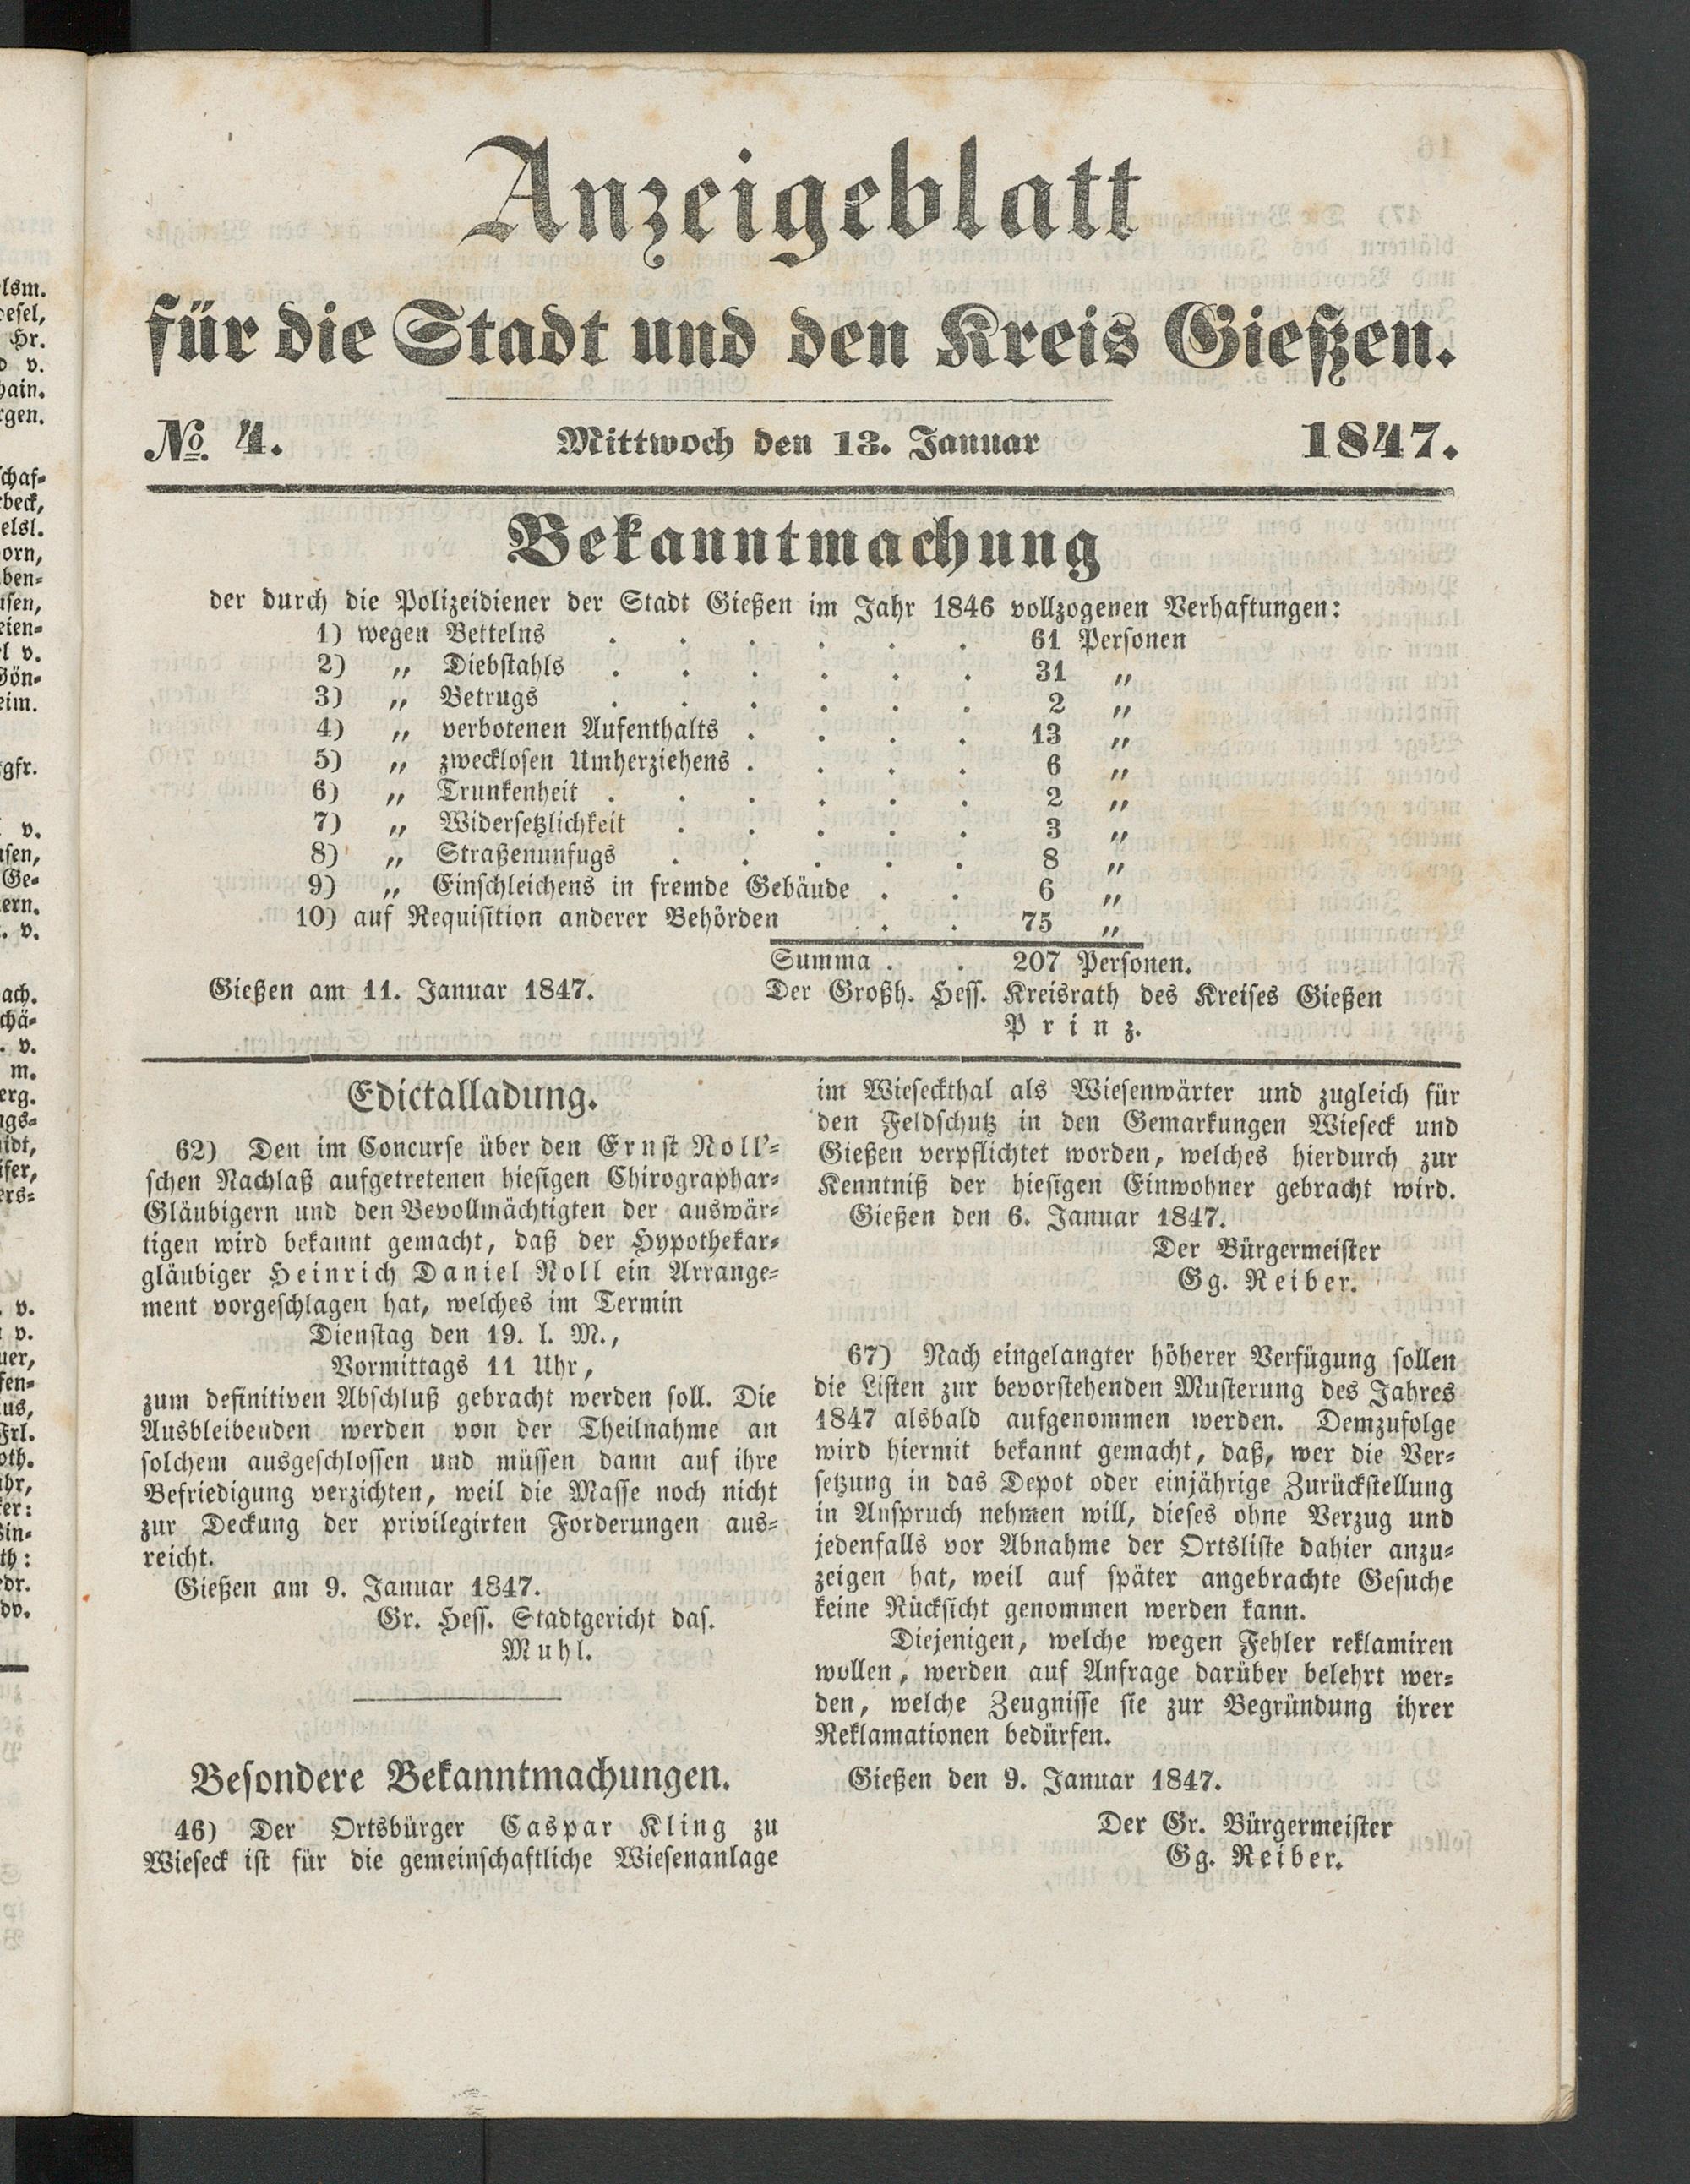 Anzeigeblatt
für die Stadt und den Kreis Gießen.
No. 4. Mittwoch den 13. Januar 1847.
Bekanntmachung
der durch die Polizeidiener der Stadt Gießen im Jahr 1846 vollzogenen Verhaftungen:
1) wegen Bettelns . . . . . . 61 Personen
2) „ Diebstahls . . . . . . 31 „
3) „ Betrugs . . . . . . 2 „
4) „ verbotenen Aufenthalts . . . . 13 „
5) „ zwecklosen Umherziehens . . . . 6 „
6) „ Trunkenheit . . . . . . 2 „
7) „ Widersetzlichkeit . . . . . 3 „
8) „ Straßenunfugs . . . . . 8 „
9) „ Einschleichens in fremde Gebäude . . 6 „
10) auf Requisition anderer Behörden . . 75 „
Summa . . 207 Personen.
Gießen am 11. Januar 1847. Der Großh. Hess. Kreisrath des Kreises Gießen
Prinz.
Edictalladung.
62) Den im Concurse über den Ernst Noll'-
schen Nachlaß aufgetretenen hiesigen Chirographar-
Gläubigern und den Bevollmächtigten der auswär-
tigen wird bekannt gemacht, daß der Hypothekar-
gläubiger Heinrich Daniel Noll ein Arrange-
ment vorgeschlagen hat, welches im Termin
Dienstag den 19. l. M.,
Vormittags 11 Uhr,
zum definitiven Abschluß gebracht werden soll. Die
Ausbleibenden werden von der Theilnahme an
solchem ausgeschlossen und müssen dann auf ihre
Befriedigung verzichten, weil die Masse noch nicht
zur Deckung der privilegirten Forderungen aus-
reicht.
Gießen am 9. Januar 1847.
Gr. Hess. Stadtgericht das.
Muhl.
Besondere Bekanntmachungen.
46) Der Ortsbürger Caspar Kling zu
Wieseck ist für die gemeinschaftliche Wiesenanlage
im Wieseckthal als Wiesenwärter und zugleich für
den Feldschutz in den Gemarkungen Wieseck und
Gießen verpflichtet worden, welches hierdurch zur
Kenntniß der hiesigen Einwohner gebracht wird.
Gießen den 6. Januar 1847.
Der Bürgermeister
Gg. Reiber.
67) Nach eingelangter höherer Verfügung sollen
die Listen zur bevorstehenden Musterung des Jahres
1847 alsbald aufgenommen werden. Demzufolge
wird hiermit bekannt gemacht, daß, wer die Ver-
setzung in das Depot oder einjährige Zurückstellung
in Anspruch nehmen will, dieses ohne Verzug und
jedenfalls vor Abnahme der Ortsliste dahier anzu-
zeigen hat, weil auf später angebrachte Gesuche
keine Rücksicht genommen werden kann.
Diejenigen, welche wegen Fehler reklamiren
wollen, werden auf Anfrage darüber belehrt wer-
den, welche Zeugnisse sie zur Begründung ihrer
Reklamationen bedürfen.
Gießen den 9. Januar 1847.
Der Gr. Bürgermeister
Gg. Reiber.